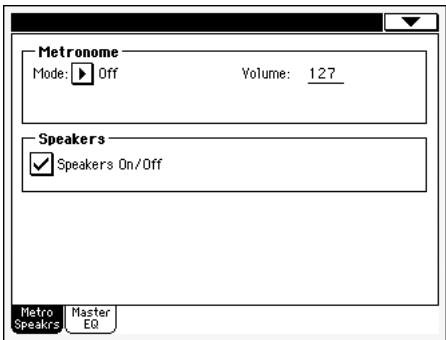 Metronome
Mode: Off Volume: 127
Speakers
Speakers On/Off
Metro Speakrs
Master EQ